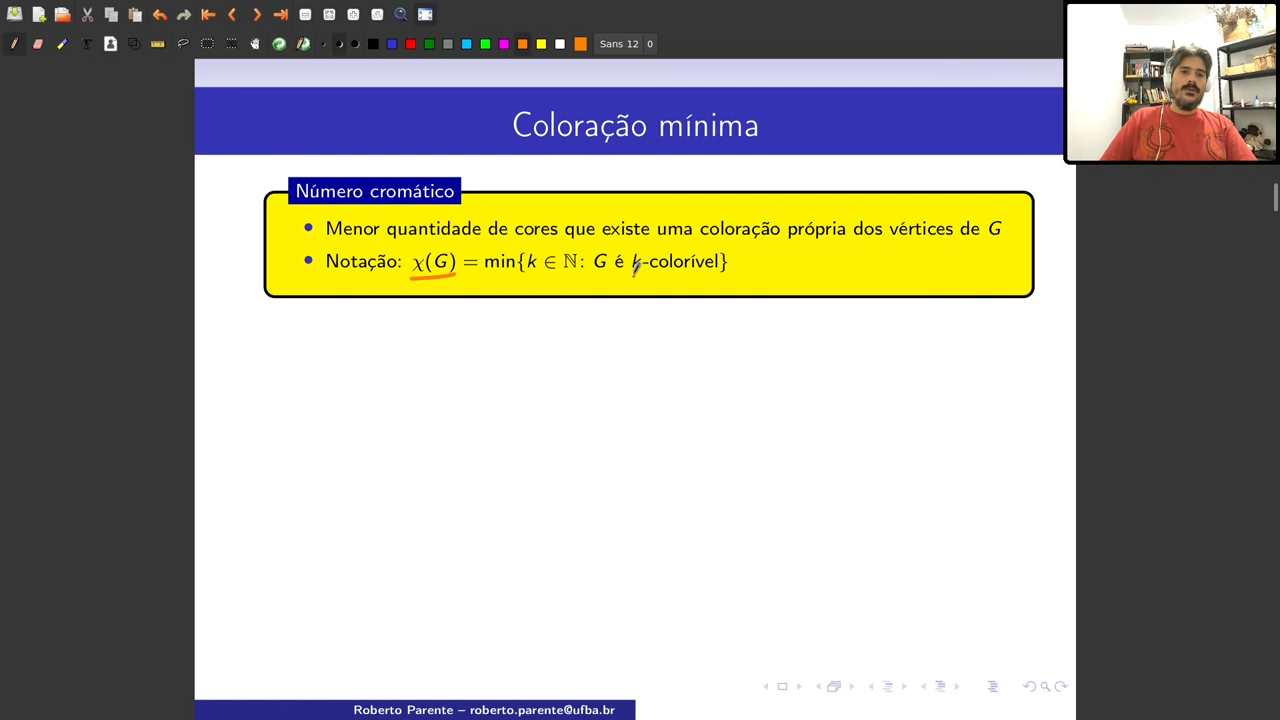 Sans 12 0
Coloração mínima
Número cromático
• Menor quantidade de cores que existe uma coloração própria dos vértices de G
• Notação: χ(G) = min{k ∈ ℕ: G é k-colorível}
Roberto Parente – roberto.parente@ufba.br